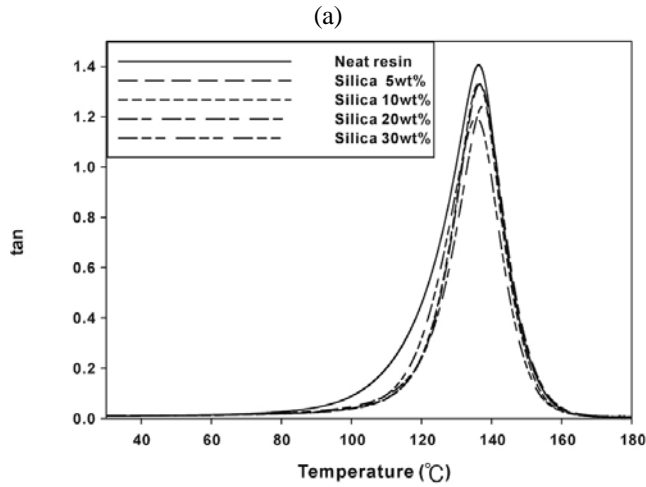 (a)
Neat resin
Silica 5wt%
Silica 10wt%
Silica 20wt%
Silica 30wt%
tan
1.4
1.2
1.0
0.8
0.6
0.4
0.2
0.0
40 60 80 100 120 140 160 180
Temperature (℃)